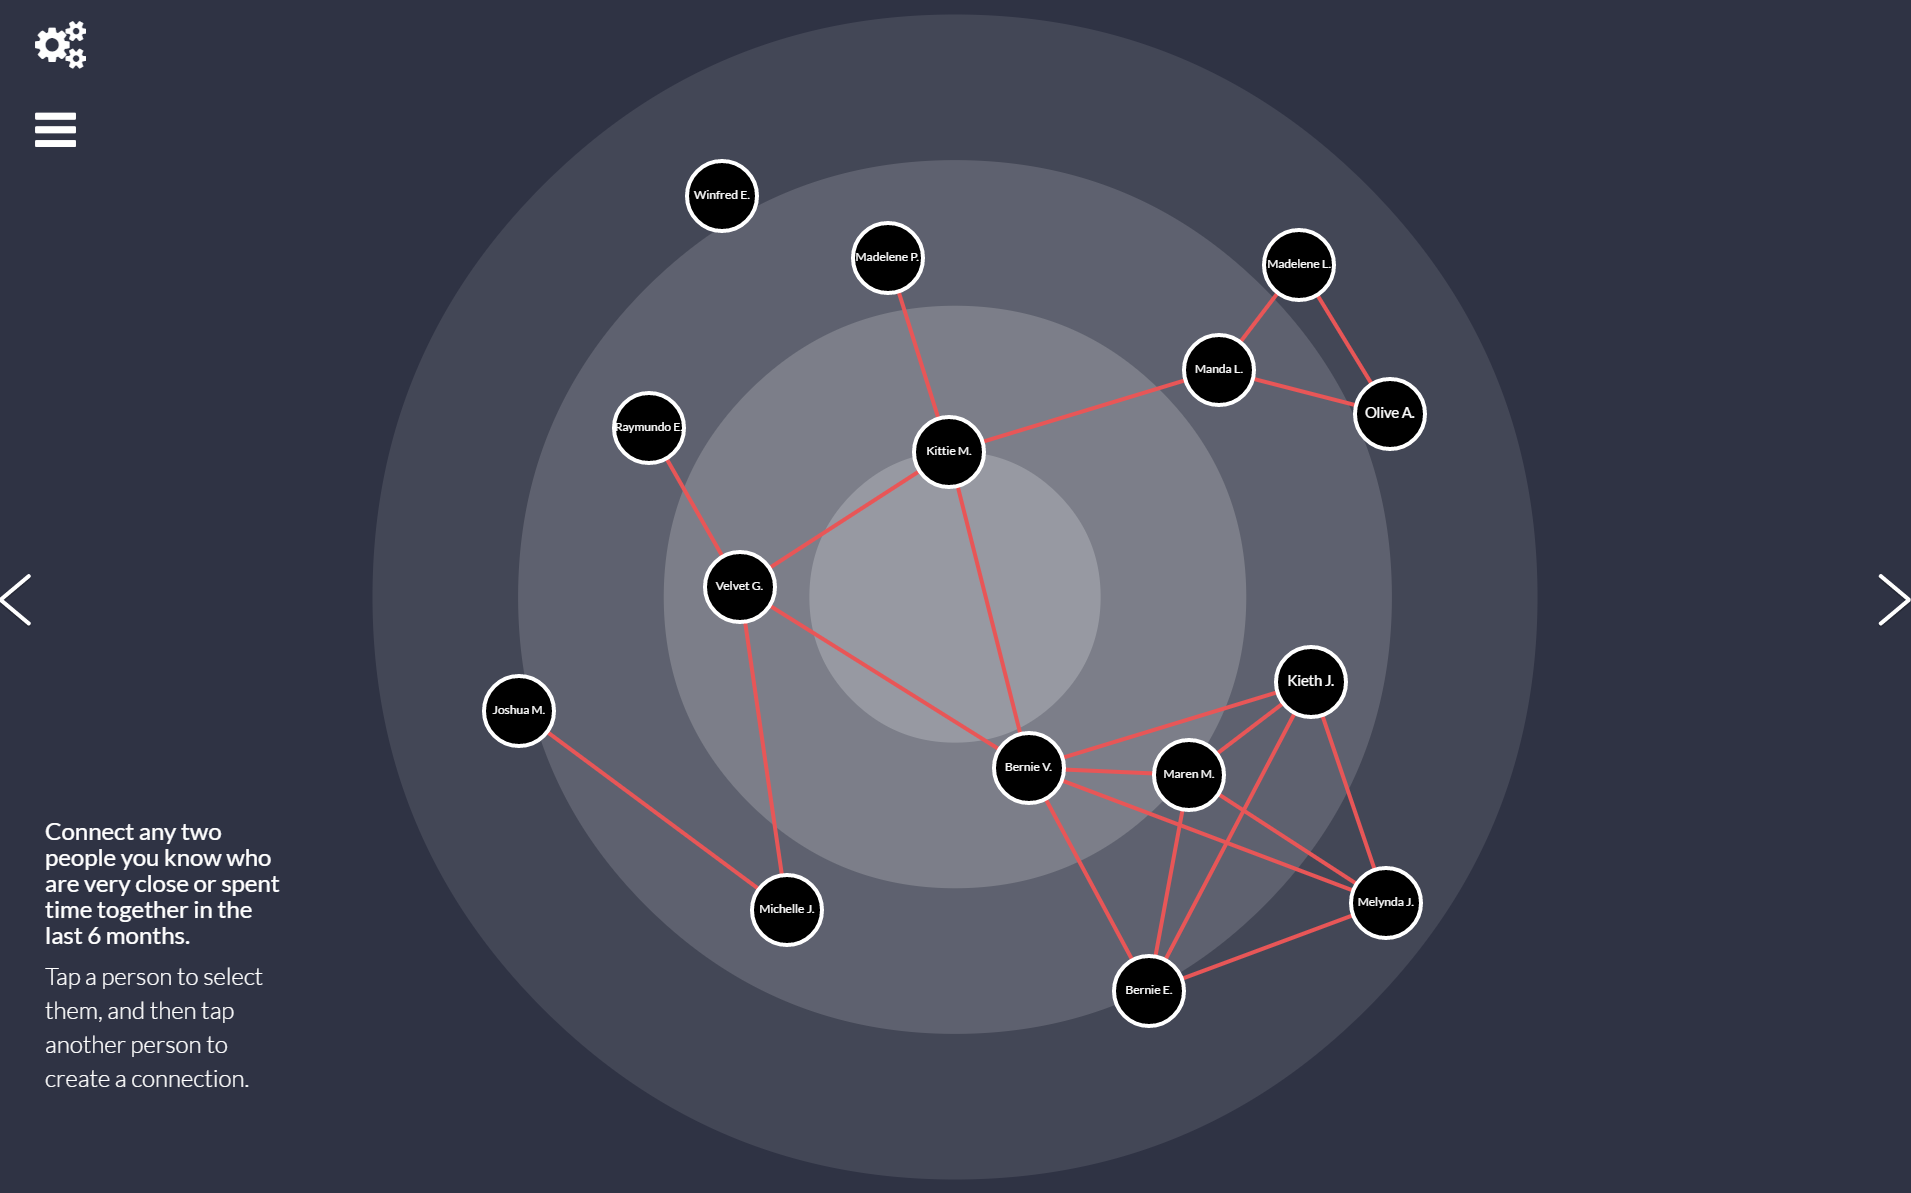 Winfred E.
Madelene P.
Madelene L.
Manda L.
Olive A.
Raymundo E.
Kittie M.
Velvet G.
Kieth J.
Joshua M.
Bernie V.
Maren M.
Michelle J.
Melynda J.
Bernie E.
Connect any two
people you know who
are very close or spent
time together in the
last 6 months.
Tap a person to select
them, and then tap
another person to
create a connection.